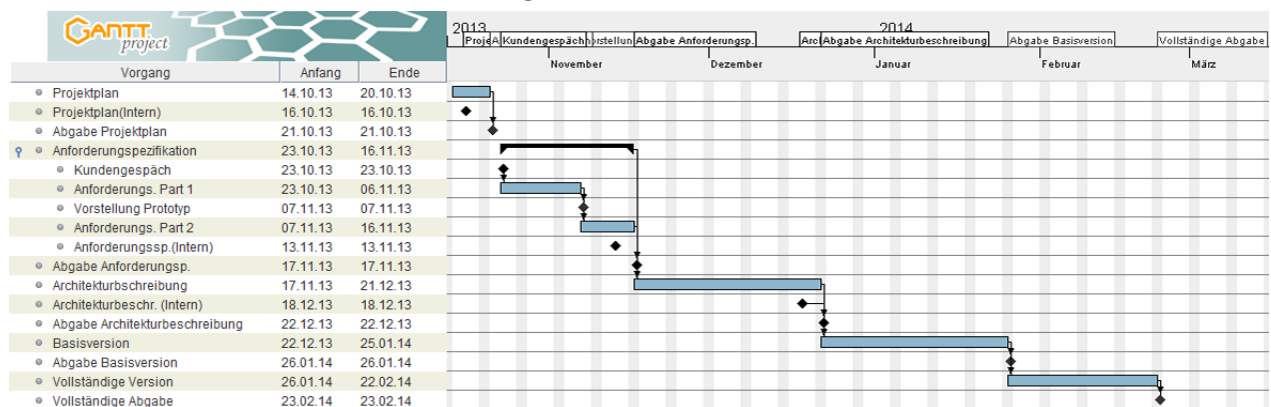 GANTT
project
2013
2014
Proje A Kundengespäch orstellun Abgabe Anforderungsp. Arc Abgabe Architekturbeschreibung Abgabe Basisversion Vollständige Abgabe
November Dezember Januar Februar März
Vorgang Anfang Ende
Projektplan 14.10.13 20.10.13
Projektplan(Intern) 16.10.13 16.10.13
Abgabe Projektplan 21.10.13 21.10.13
Anforderungspezifikation 23.10.13 16.11.13
Kundengespäch 23.10.13 23.10.13
Anforderungs. Part 1 23.10.13 06.11.13
Vorstellung Prototyp 07.11.13 07.11.13
Anforderungs. Part 2 07.11.13 16.11.13
Anforderungssp.(Intern) 13.11.13 13.11.13
Abgabe Anforderungsp. 17.11.13 17.11.13
Architekturbschreibung 17.11.13 21.12.13
Architekturbeschr. (Intern) 18.12.13 18.12.13
Abgabe Architekturbeschreibung 22.12.13 22.12.13
Basisversion 22.12.13 25.01.14
Abgabe Basisversion 26.01.14 26.01.14
Vollständige Version 26.01.14 22.02.14
Vollständige Abgabe 23.02.14 23.02.14